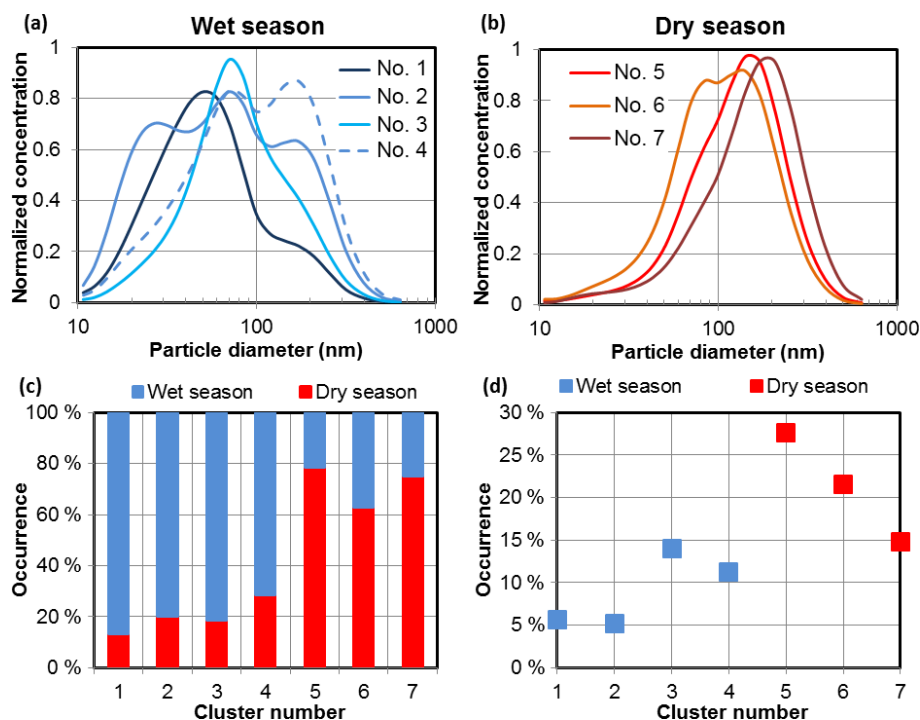 (a) Wet season
Normalized concentration
1
0.8
0.6
0.4
0.2
0
No. 1
No. 2
No. 3
No. 4
10 100 1000
Particle diameter (nm)
(b) Dry season
Normalized concentration
1
0.8
0.6
0.4
0.2
0
No. 5
No. 6
No. 7
10 100 1000
Particle diameter (nm)
(c) Wet season Dry season
Occurrence
100 %
80 %
60 %
40 %
20 %
0 %
1 2 3 4 5 6 7
Cluster number
(d) Wet season Dry season
Occurrence
30 %
25 %
20 %
15 %
10 %
5 %
0 %
1 2 3 4 5 6 7
Cluster number